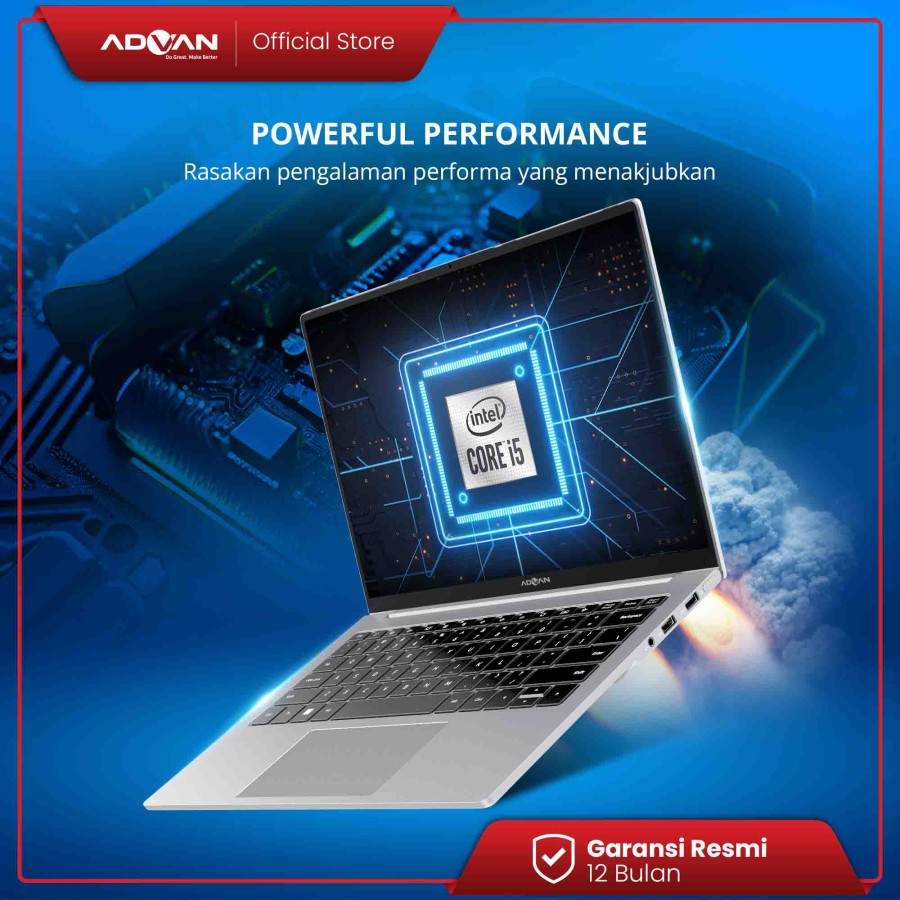 ADVAN
Do Great, Make Better
Official Store
POWERFUL PERFORMANCE
Rasakan pengalaman performa yang menakjubkan
intel
CORE i5
ADVAN
Garansi Resmi
12 Bulan